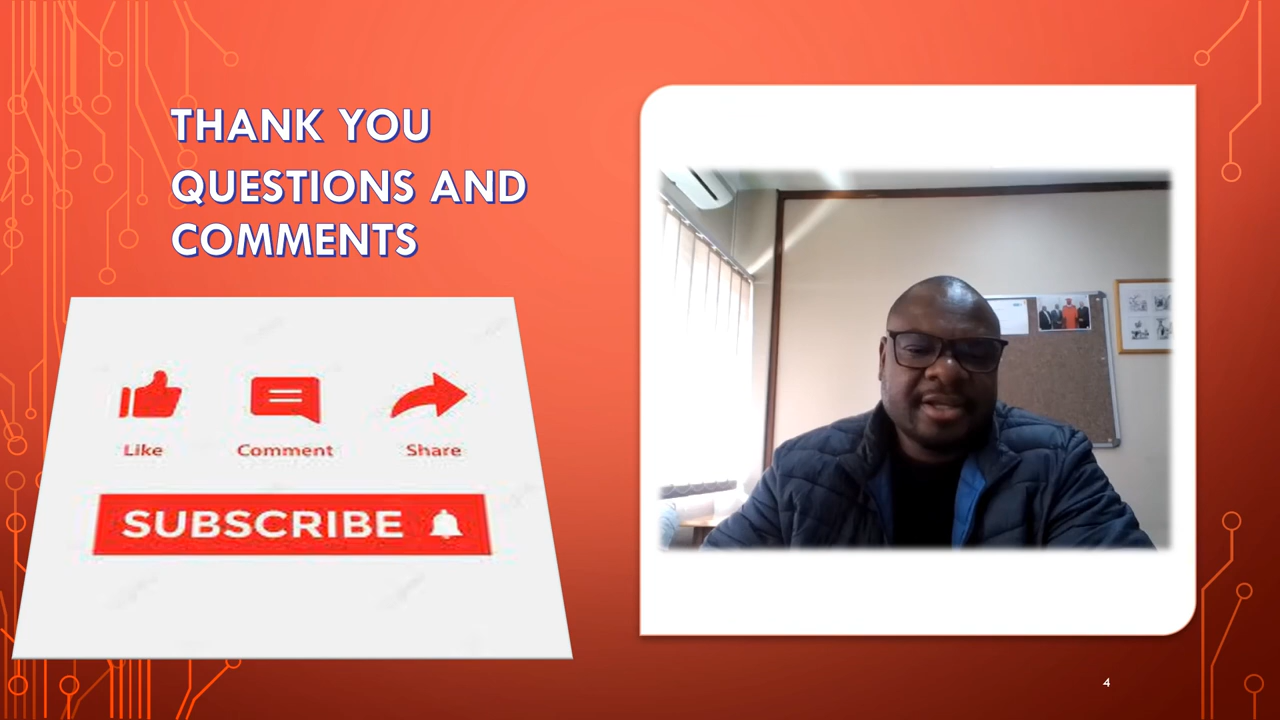 THANK YOU
QUESTIONS AND
COMMENTS
Like Comment Share
SUBSCRIBE
4